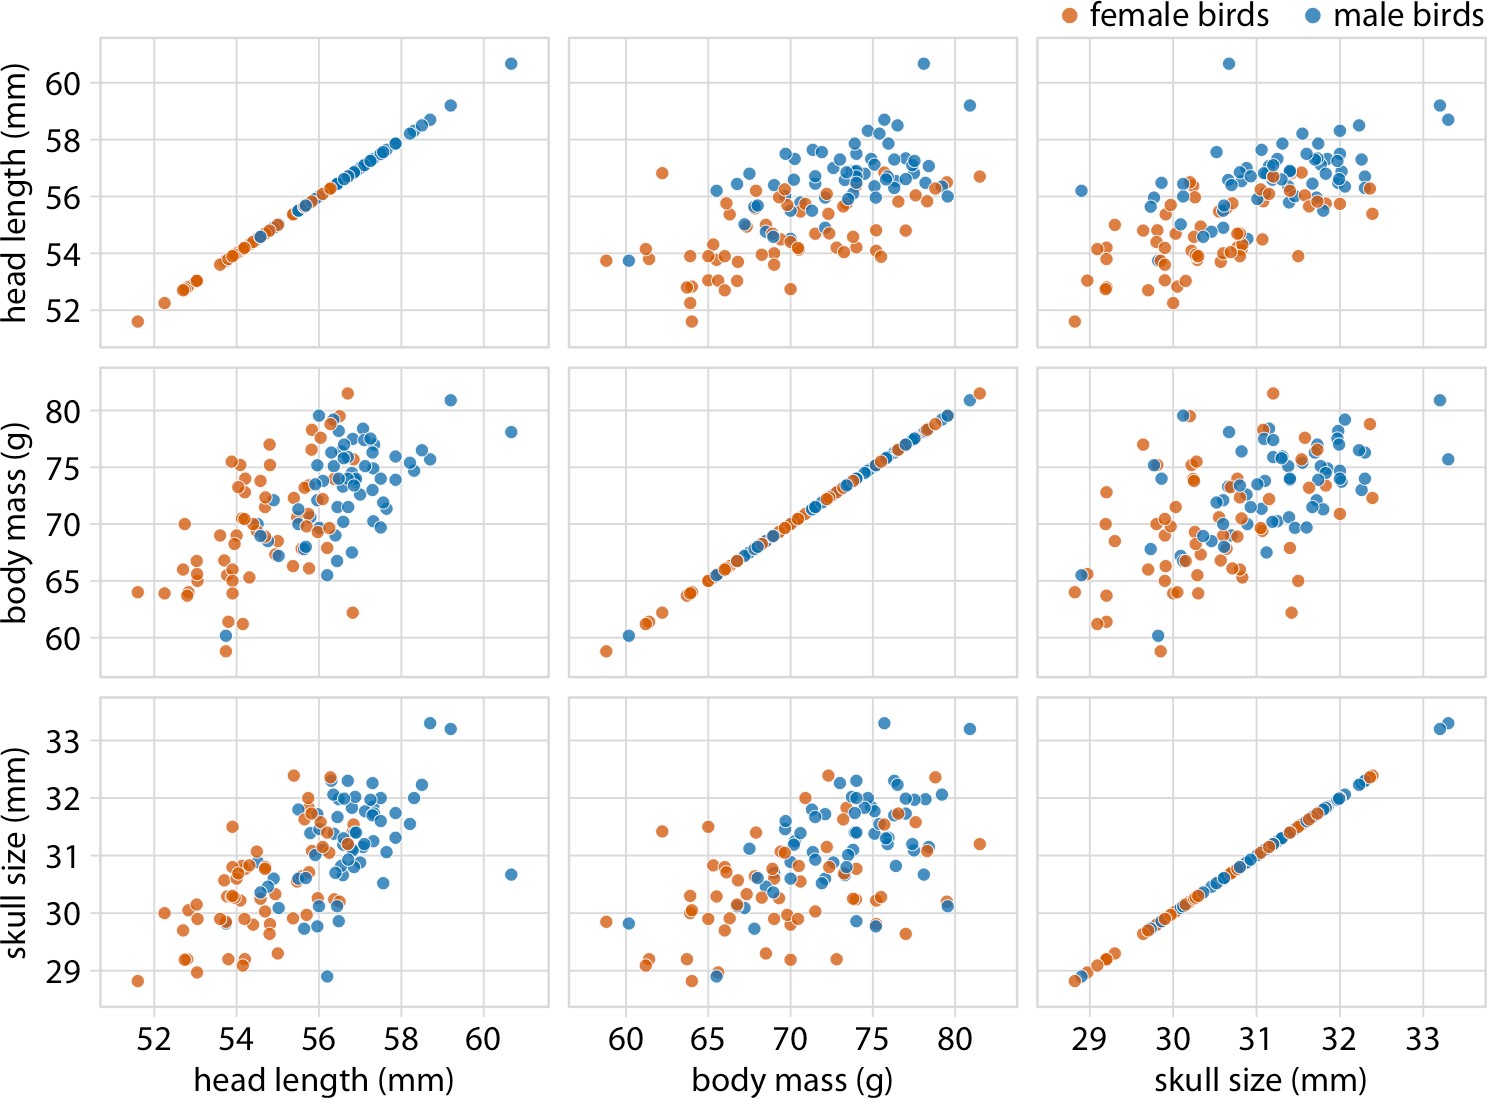 female birds male birds
head length (mm)
60
58
56
54
52
body mass (g)
80
75
70
65
60
skull size (mm)
33
32
31
30
29
52 54 56 58 60 60 65 70 75 80 29 30 31 32 33
head length (mm) body mass (g) skull size (mm)